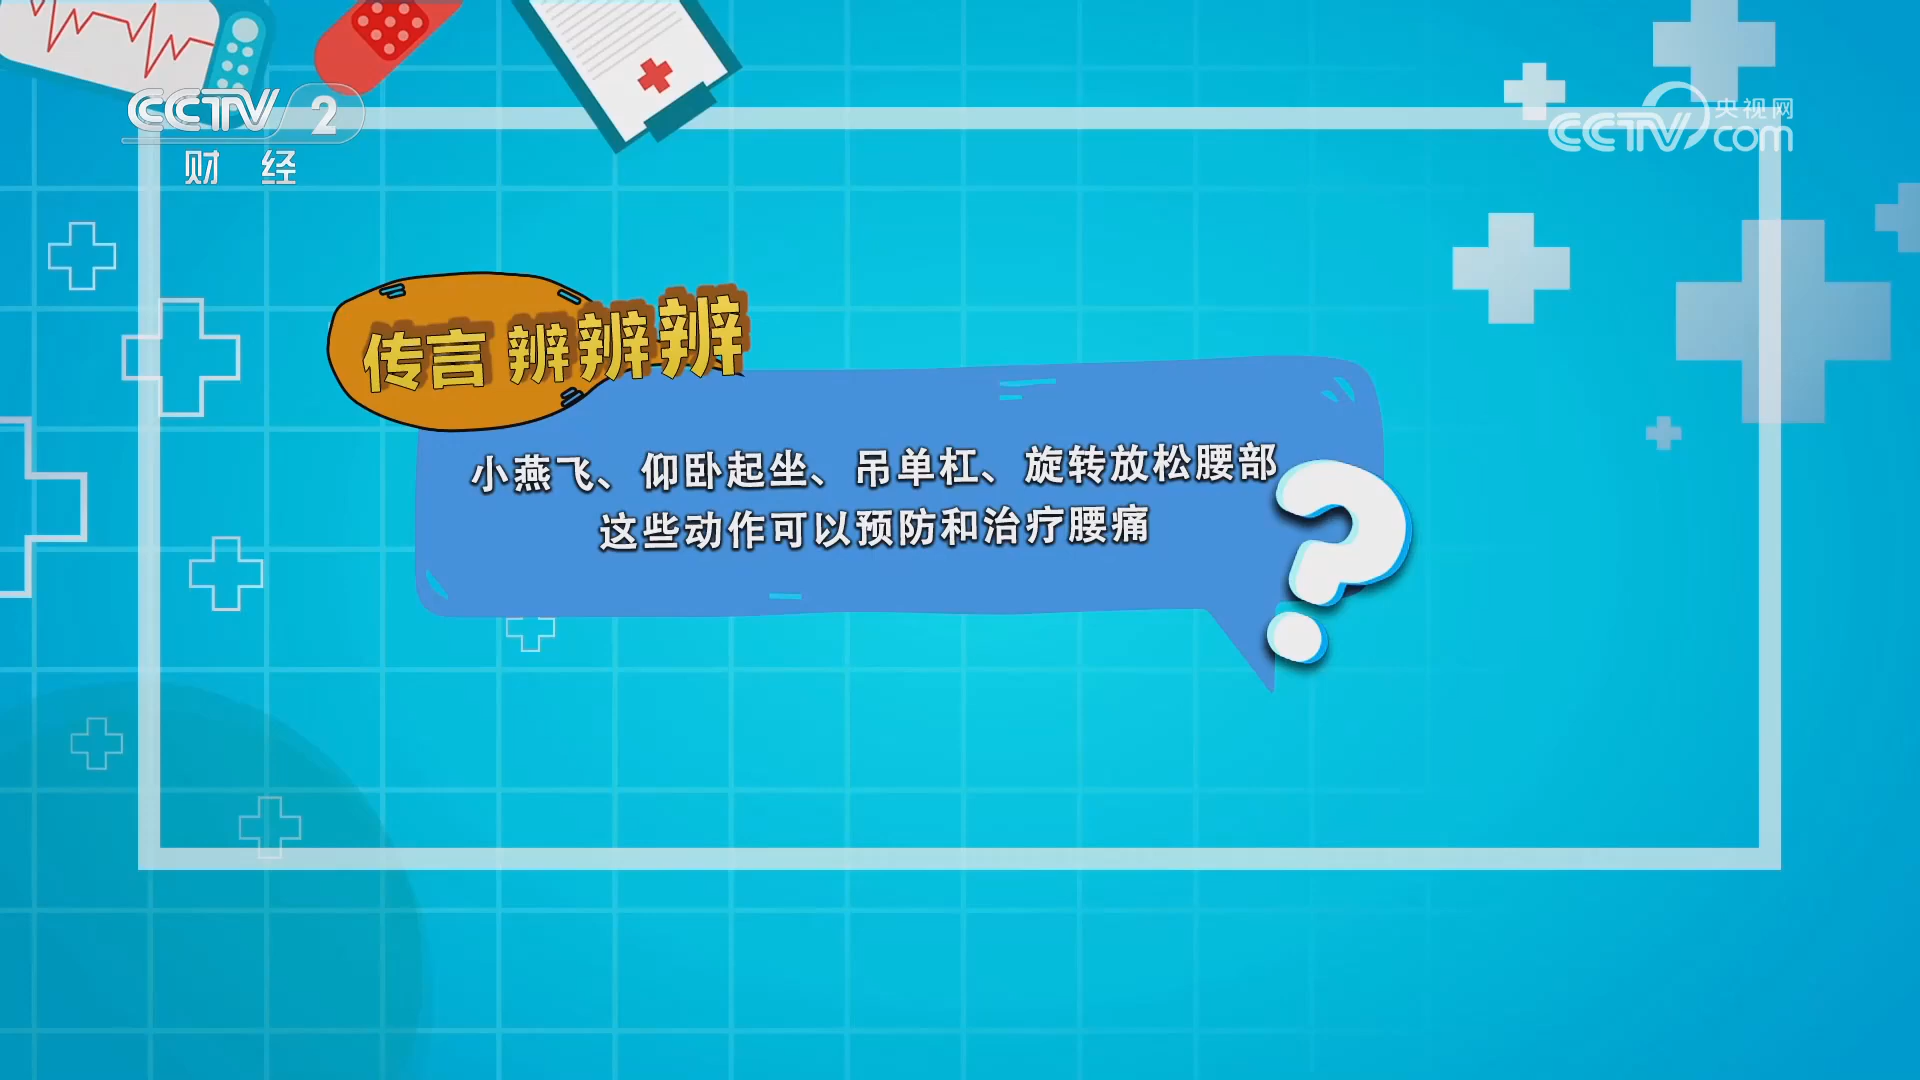 CCTV 2
财 经
央视网
CCTV com
传言 辨辨辨
小燕飞、仰卧起坐、吊单杠、旋转放松腰部
这些动作可以预防和治疗腰痛
?